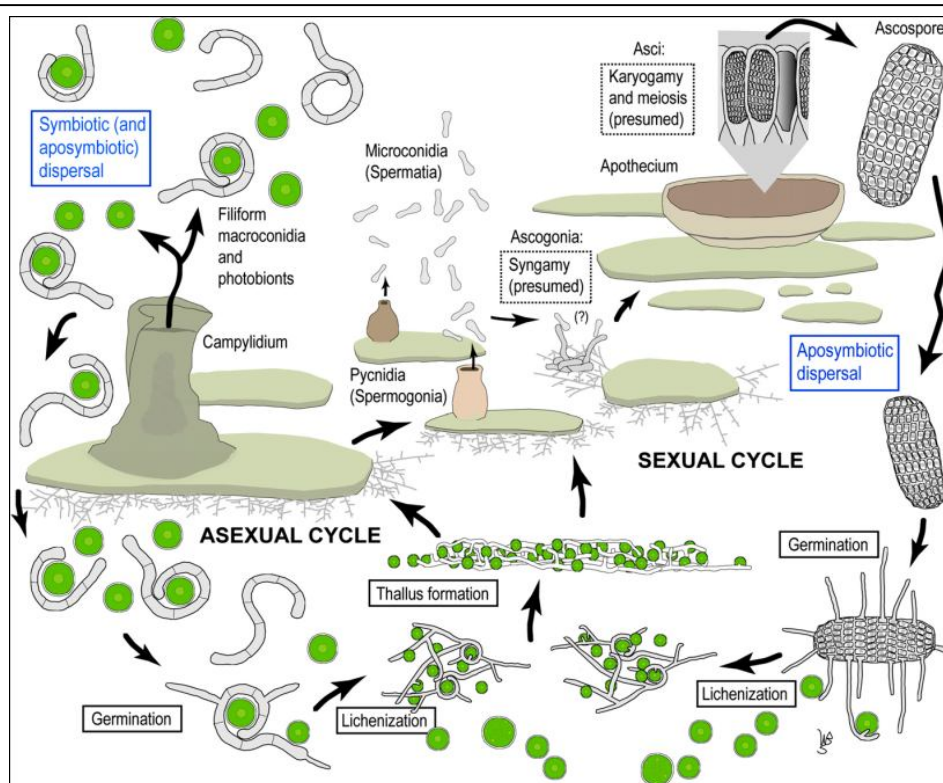 Symbiotic (and
aposymbiotic)
dispersal
Filiform
macroconidia
and
photobionts
Campylidium
Microconidia
(Spermatia)
Pycnidia
(Spermogonia)
Ascogonia:
Syngamy
(presumed)
(?)
Asci:
Karyogamy
and meiosis
(presumed)
Apothecium
Ascospore
Aposymbiotic
dispersal
SEXUAL CYCLE
ASEXUAL CYCLE
Germination
Thallus formation
Lichenization
Germination
Lichenization